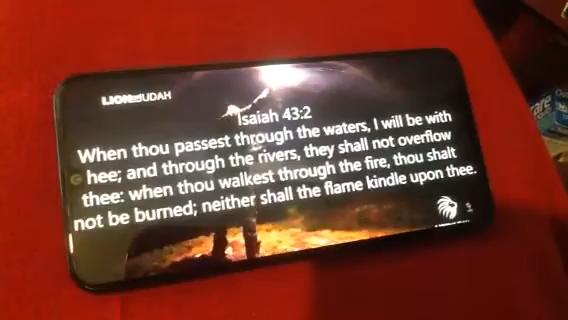 LION OF JUDAH
Isaiah 43:2
When thou passest through the waters, I will be with
hee; and through the rivers, they shall not overflow
thee: when thou walkest through the fire, thou shalt
not be burned; neither shall the flame kindle upon thee.